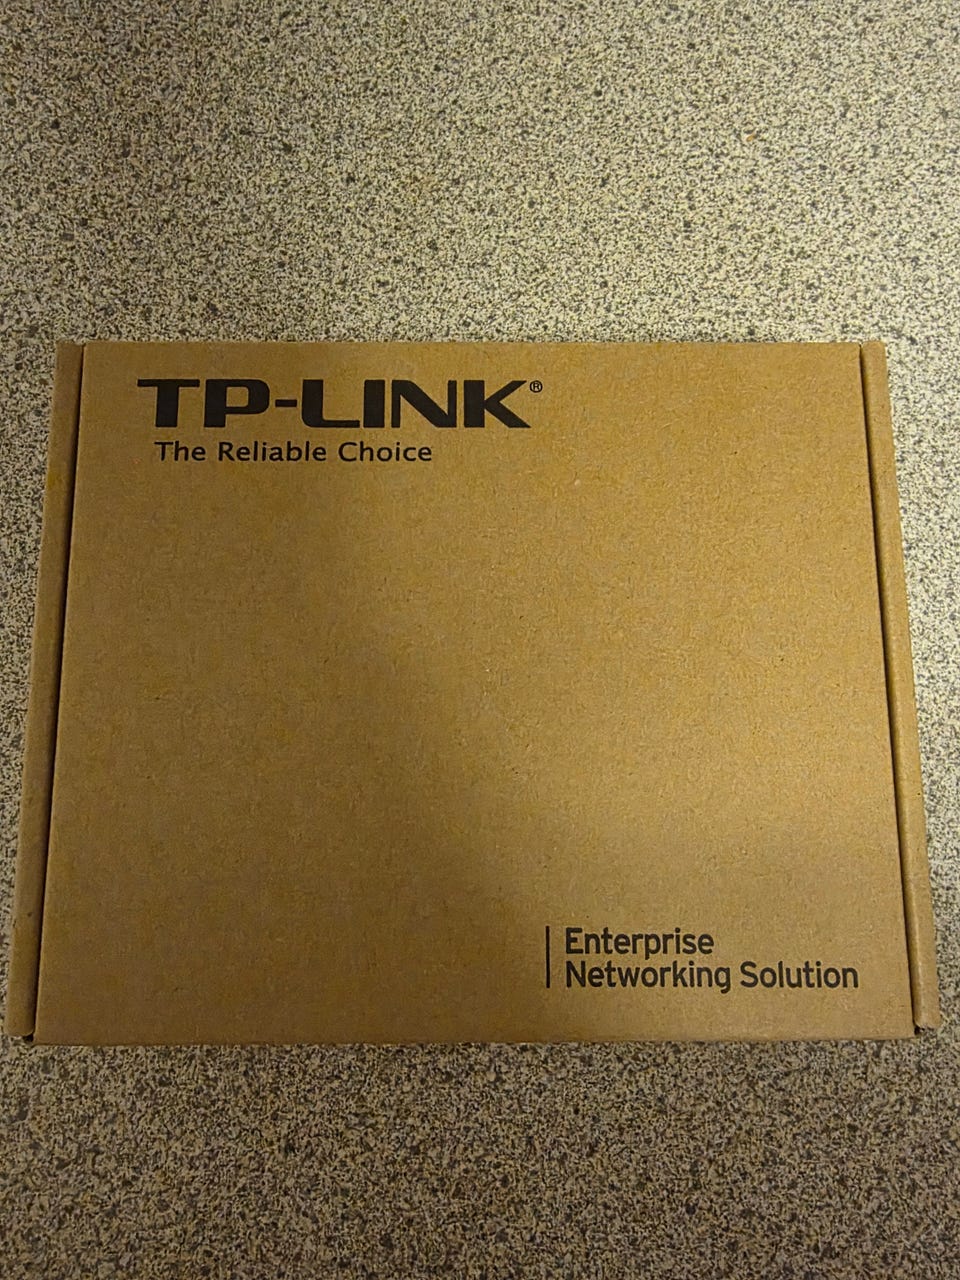 TP-LINK®
The Reliable Choice
Enterprise
Networking Solution